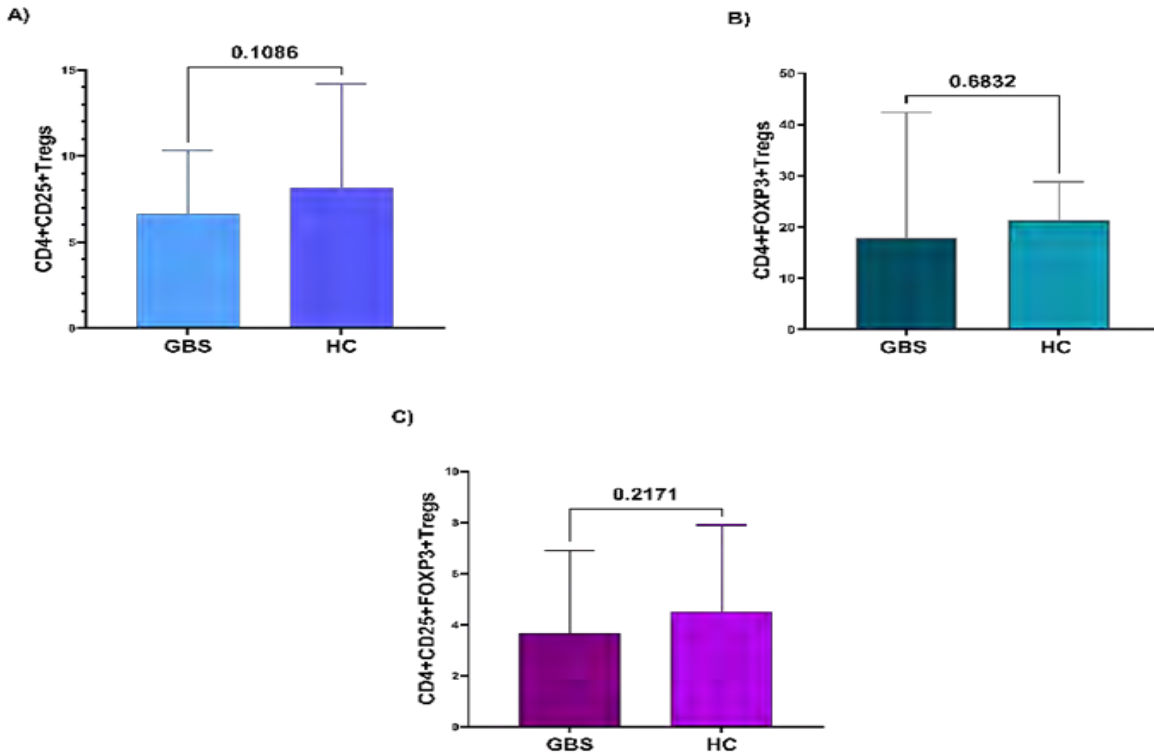 A)
0.1086
CD4+CD25+Tregs
15
10
5
0
GBS
HC
B)
0.6832
CD4+FOXP3+Tregs
50
40
30
20
10
0
GBS
HC
C)
0.2171
CD4+CD25+FOXP3+Tregs
10
8
6
4
2
0
GBS
HC